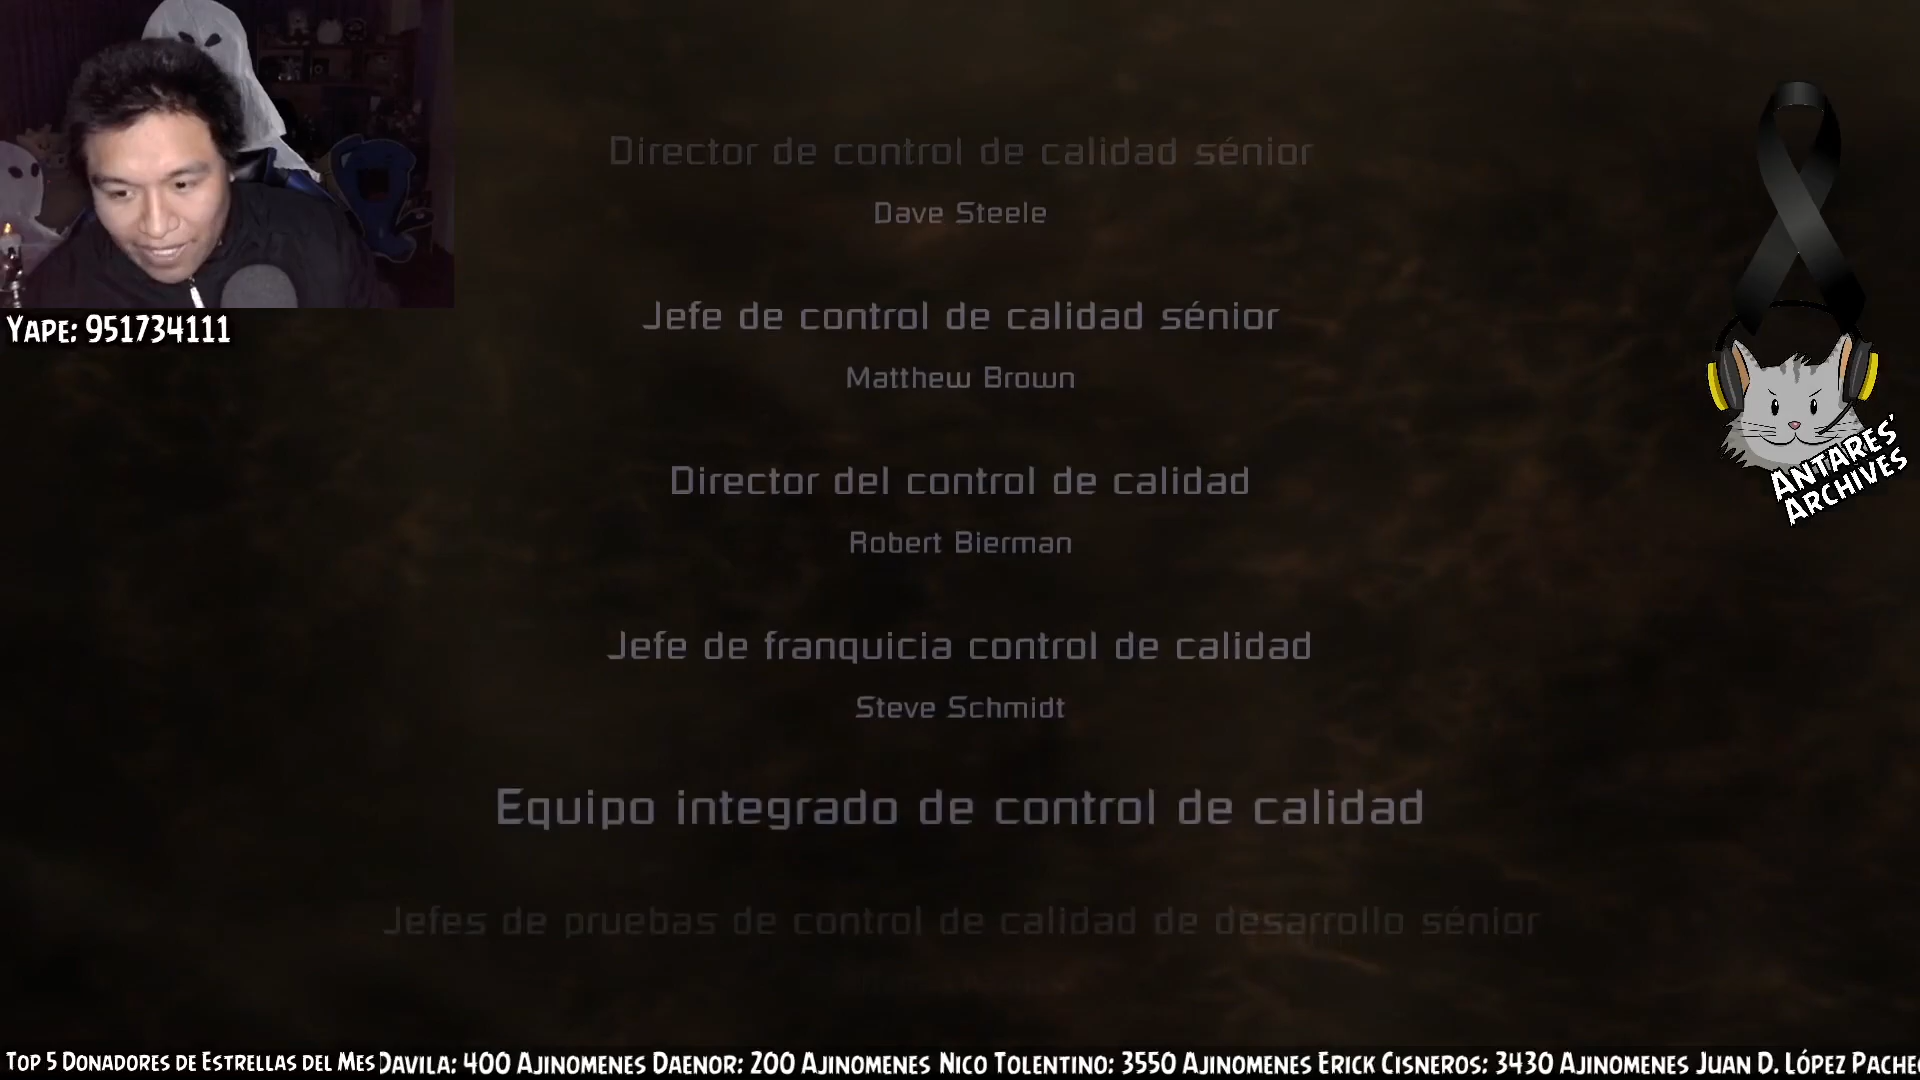 Director de control de calidad sénior
Dave Steele
Jefe de control de calidad sénior
Matthew Brown
Director del control de calidad
Robert Bierman
Jefe de franquicia control de calidad
Steve Schmidt
Equipo integrado de control de calidad
Jefes de pruebas de control de calidad de desarrollo sénior
YAPE: 951734111
ANTARES'
ARCHIVES
TOP 5 DONADORES DE ESTRELLAS DEL MES DAVILA: 400 AJINOMENES DAENOR: 200 AJINOMENES NICO TOLENTINO: 3550 AJINOMENES ERICK CISNEROS: 3430 AJINOMENES JUAN D. LÓPEZ PACHE